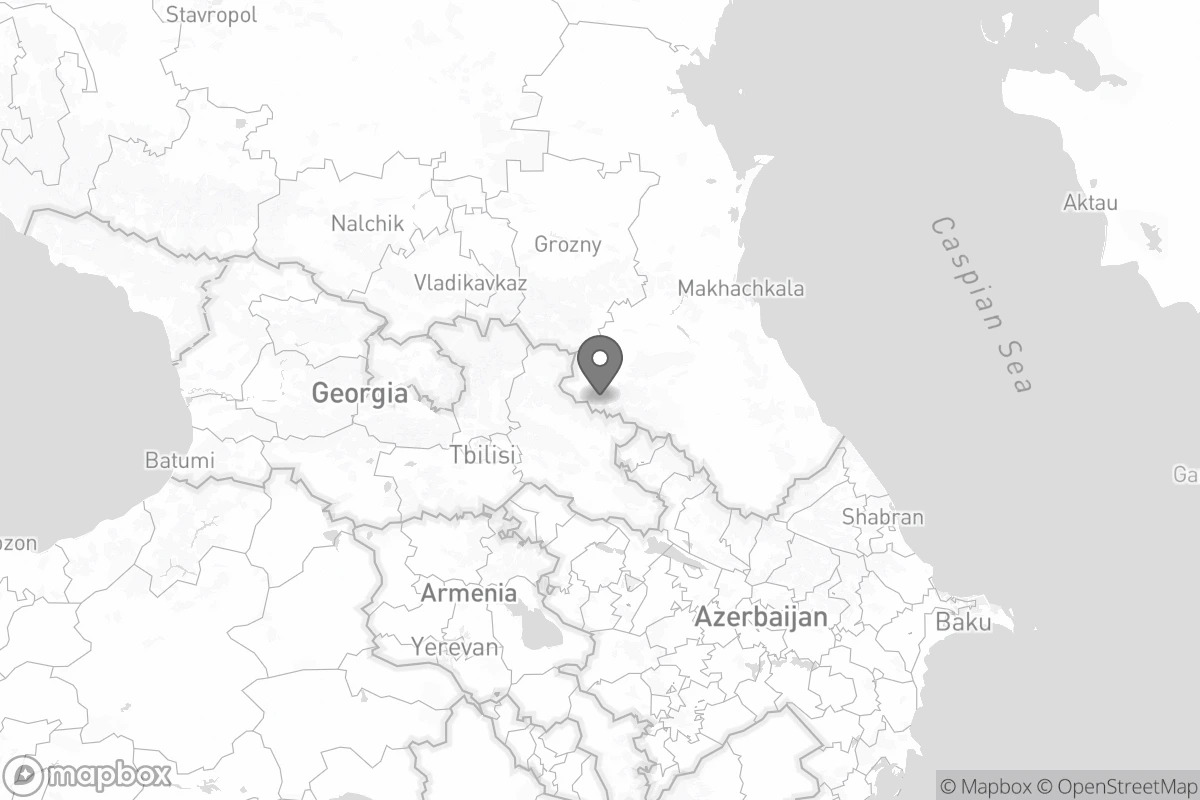 Stavropol
Aktau
Nalchik
Grozny
Caspian Sea
Vladikavkaz
Makhachkala
Georgia
Tbilisi
Batumi
Ga
Shabran
ozon
Armenia
Azerbaijan
Baku
Yerevan
mapbox
© Mapbox © OpenStreetMap